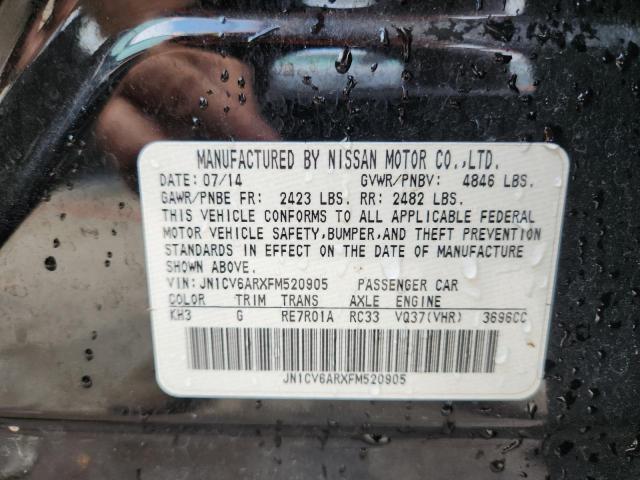 MANUFACTURED BY NISSAN MOTOR CO.,LTD.
DATE: 07/14 GVWR/PNBV: 4846 LBS.
GAWR/PNBE FR: 2423 LBS. RR: 2482 LBS.
THIS VEHICLE CONFORMS TO ALL APPLICABLE FEDERAL
MOTOR VEHICLE SAFETY,BUMPER,AND THEFT PREVENTION
STANDARDS IN EFFECT ON THE DATE OF MANUFACTURE
SHOWN ABOVE.
VIN: JN1CV6ARXFM520905 PASSENGER CAR
COLOR TRIM TRANS AXLE ENGINE
KH3 G RE7R01A RC33 VQ37(VHR) 3696CC
JN1CV6ARXFM520905